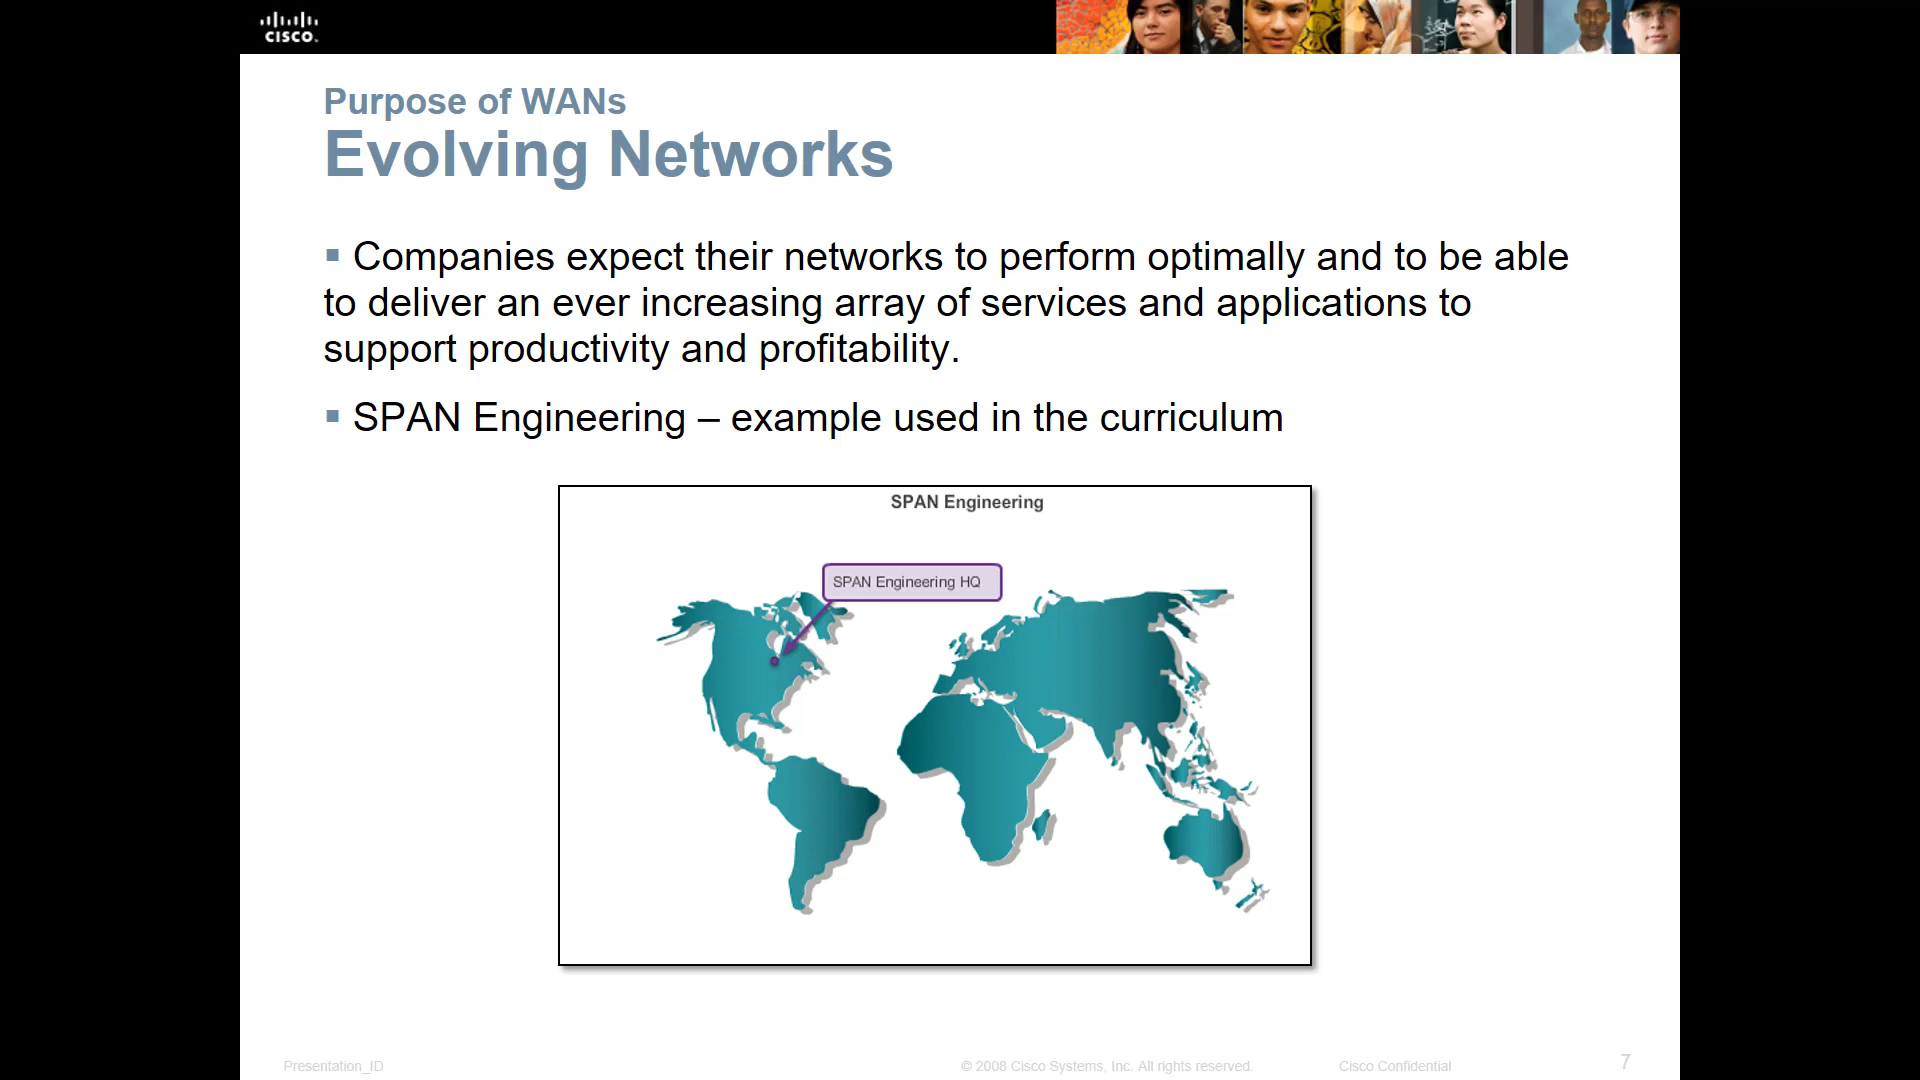 CISCO.
Purpose of WANs
Evolving Networks
▪ Companies expect their networks to perform optimally and to be able
to deliver an ever increasing array of services and applications to
support productivity and profitability.
▪ SPAN Engineering – example used in the curriculum
SPAN Engineering
SPAN Engineering HQ
Presentation_ID
© 2008 Cisco Systems, Inc. All rights reserved.
Cisco Confidential
7